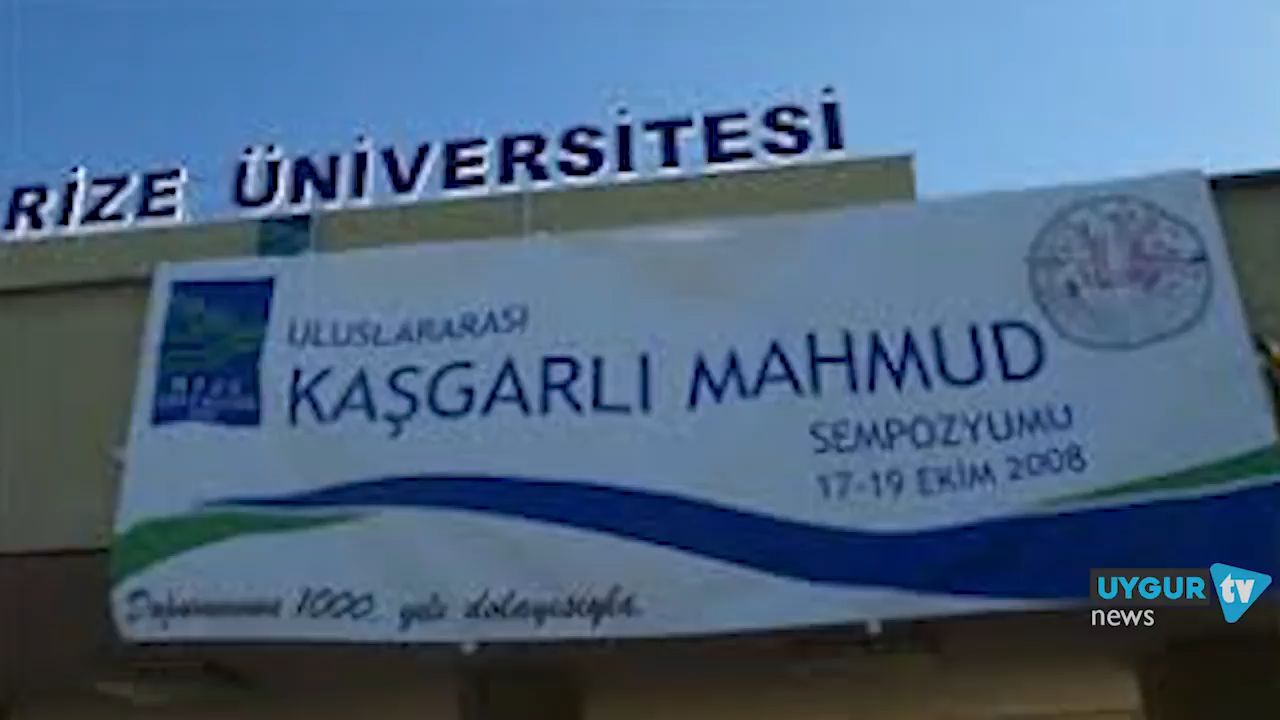 RİZE ÜNİVERSİTESİ
ULUSLARARASI
KAŞGARLI MAHMUD
SEMPOZYUMU
17-19 EKİM 2008
1000. yılı dolayısıyla
UYGUR tv
news